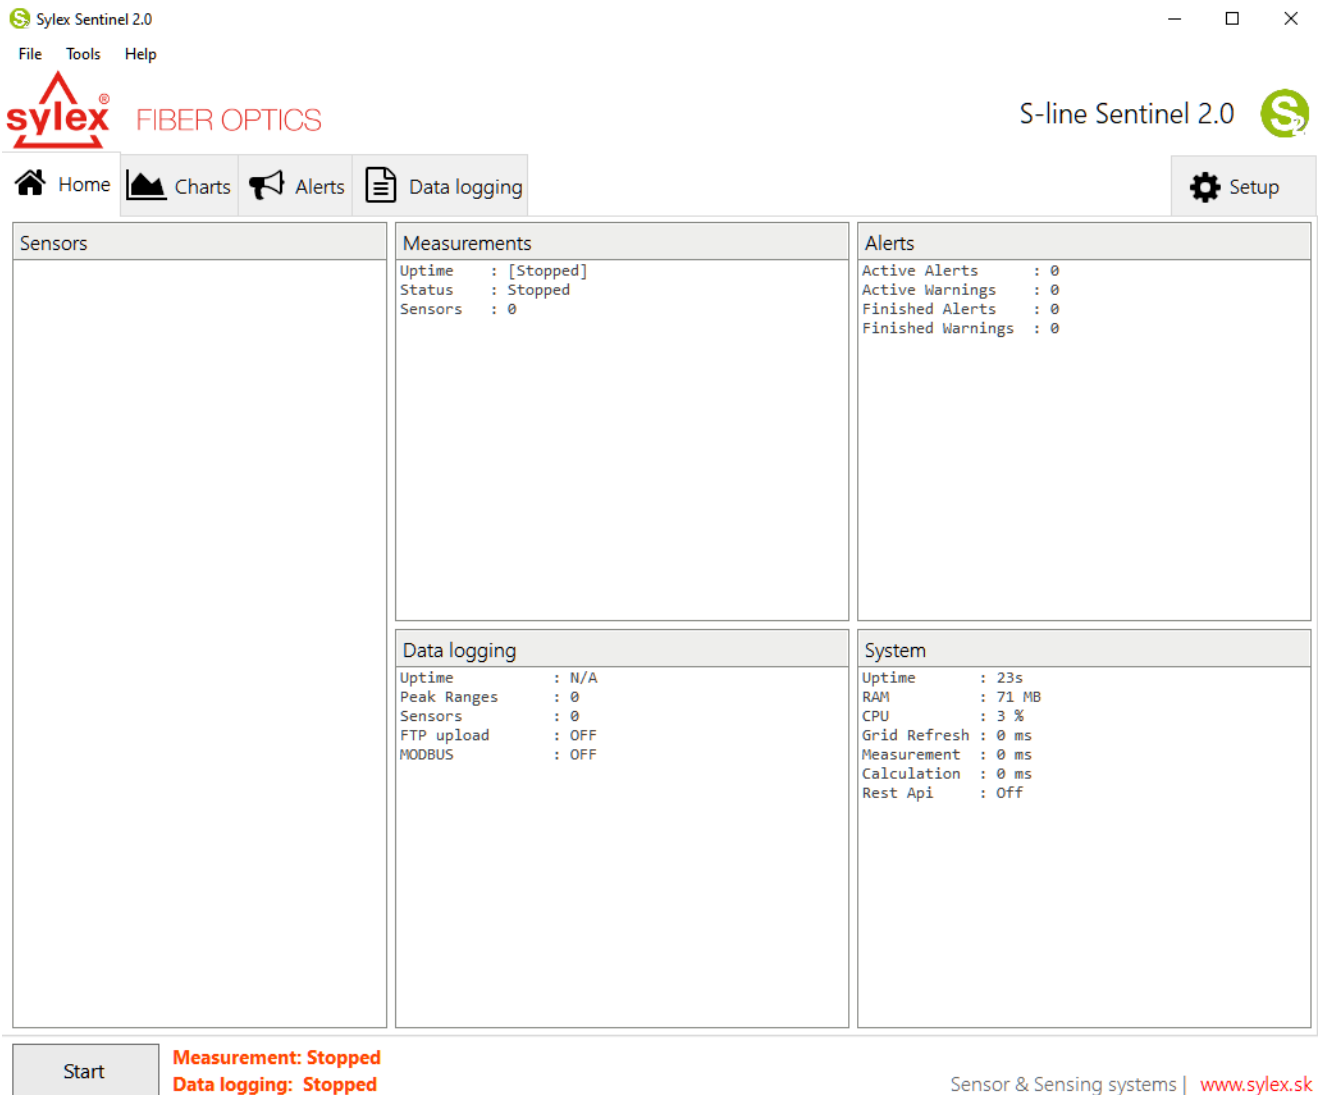 Sylex Sentinel 2.0
File Tools Help
sylex® FIBER OPTICS
S-line Sentinel 2.0
Home Charts Alerts Data logging Setup
Sensors
Measurements
Uptime : [Stopped]
Status : Stopped
Sensors : 0
Alerts
Active Alerts : 0
Active Warnings : 0
Finished Alerts : 0
Finished Warnings : 0
Data logging
Uptime : N/A
Peak Ranges : 0
Sensors : 0
FTP upload : OFF
MODBUS : OFF
System
Uptime : 23s
RAM : 71 MB
CPU : 3 %
Grid Refresh : 0 ms
Measurement : 0 ms
Calculation : 0 ms
Rest Api : Off
Start
Measurement: Stopped
Data logging: Stopped
Sensor & Sensing systems | www.sylex.sk